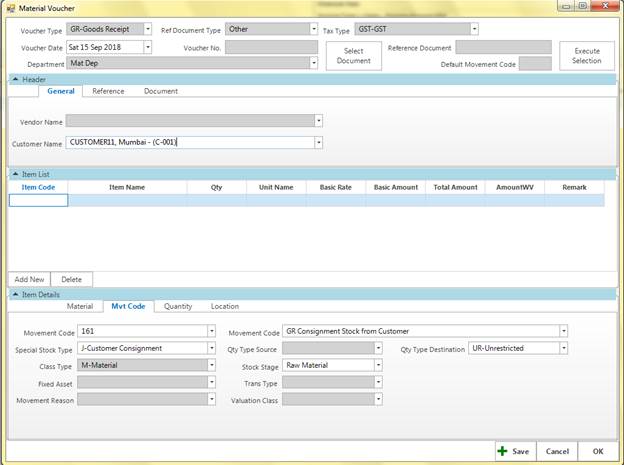 Material Voucher
Voucher Type GR-Goods Receipt Ref Document Type Other Tax Type GST-GST
Voucher Date Sat 15 Sep 2018 Voucher No. Select Document Reference Document Execute Selection
Department Mat Dep Default Movement Code
Header
General Reference Document
Vendor Name
Customer Name CUSTOMER11, Mumbai - (C-001)
Item List
Item Code Item Name Qty Unit Name Basic Rate Basic Amount Total Amount AmountWV Remark
Add New Delete
Item Details
Material Mvt Code Quantity Location
Movement Code 161 Movement Code GR Consignment Stock from Customer
Special Stock Type J-Customer Consignment Qty Type Source Qty Type Destination UR-Unrestricted
Class Type M-Material Stock Stage Raw Material
Fixed Asset Trans Type
Movement Reason Valuation Class
Save Cancel OK